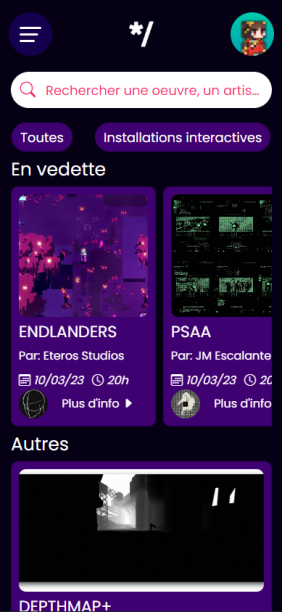 */
Rechercher une oeuvre, un artis...
Toutes
Installations interactives
En vedette
ENDLANDERS
Par: Eteros Studios
10/03/23 20h
Plus d'info
PSAA
Par: JM Escalante
10/03/23 20
Plus d'info
Autres
DEPTHMAP+